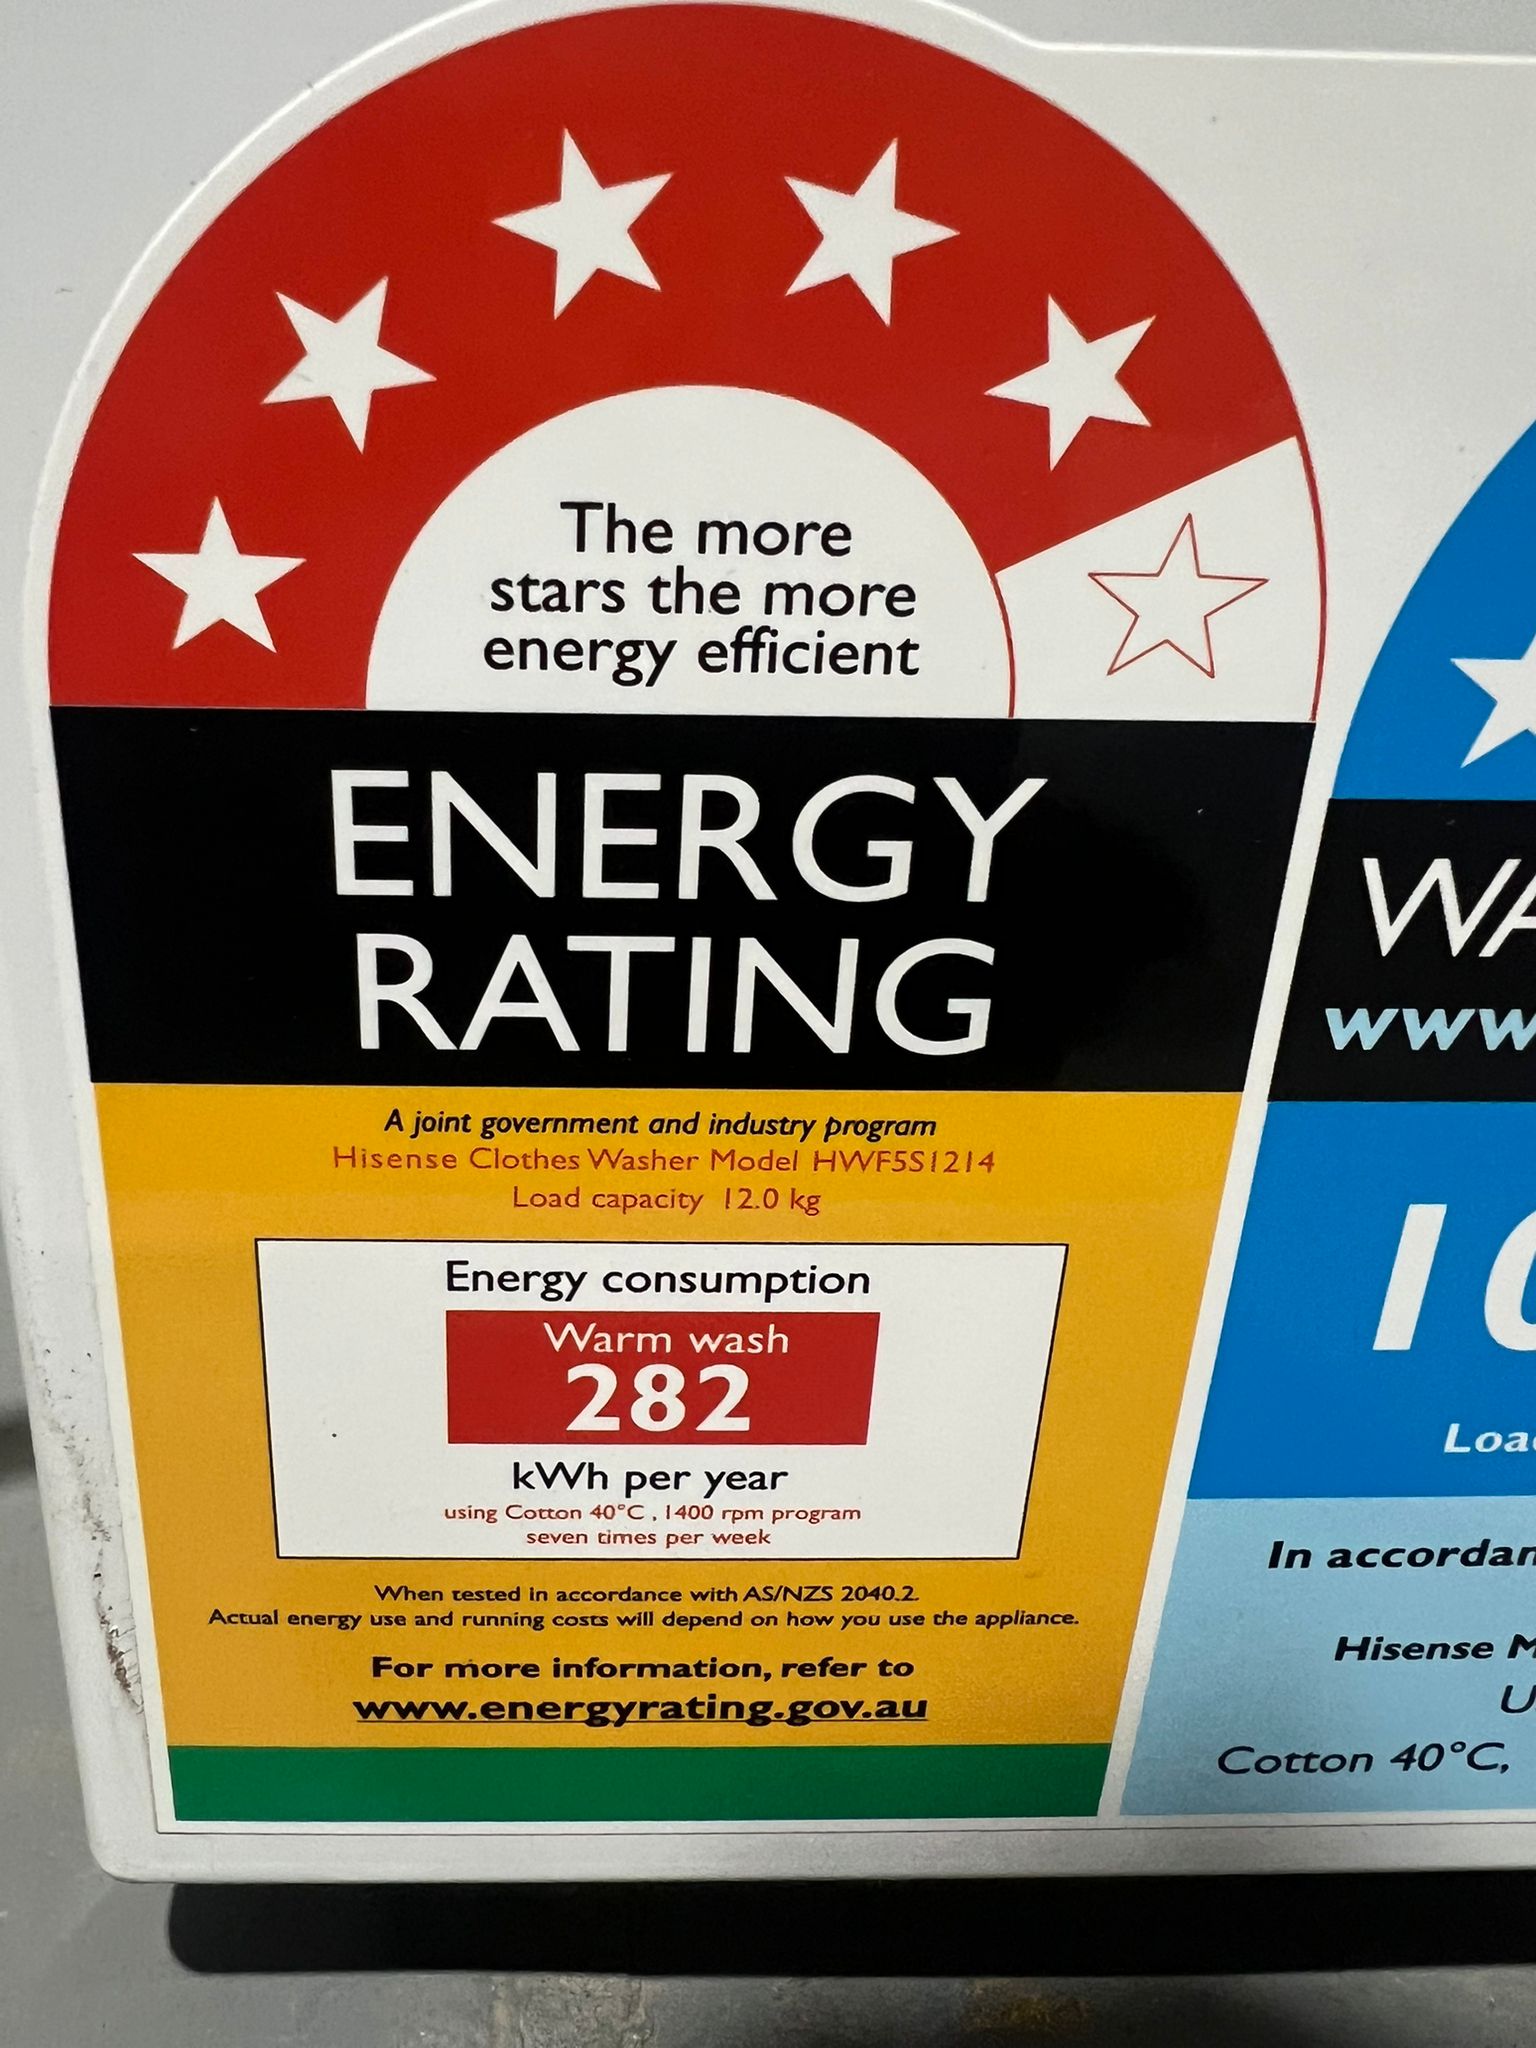 The more
stars the more
energy efficient
ENERGY
RATING
A joint government and industry program
Hisense Clothes Washer Model HWF5S1214
Load capacity 12.0 kg
Energy consumption
Warm wash
282
kWh per year
using Cotton 40°C , 1400 rpm program
seven times per week
When tested in accordance with AS/NZS 2040.2.
Actual energy use and running costs will depend on how you use the appliance.
For more information, refer to
www.energyrating.gov.au
www
In
Hisense
Cotton 40°C,